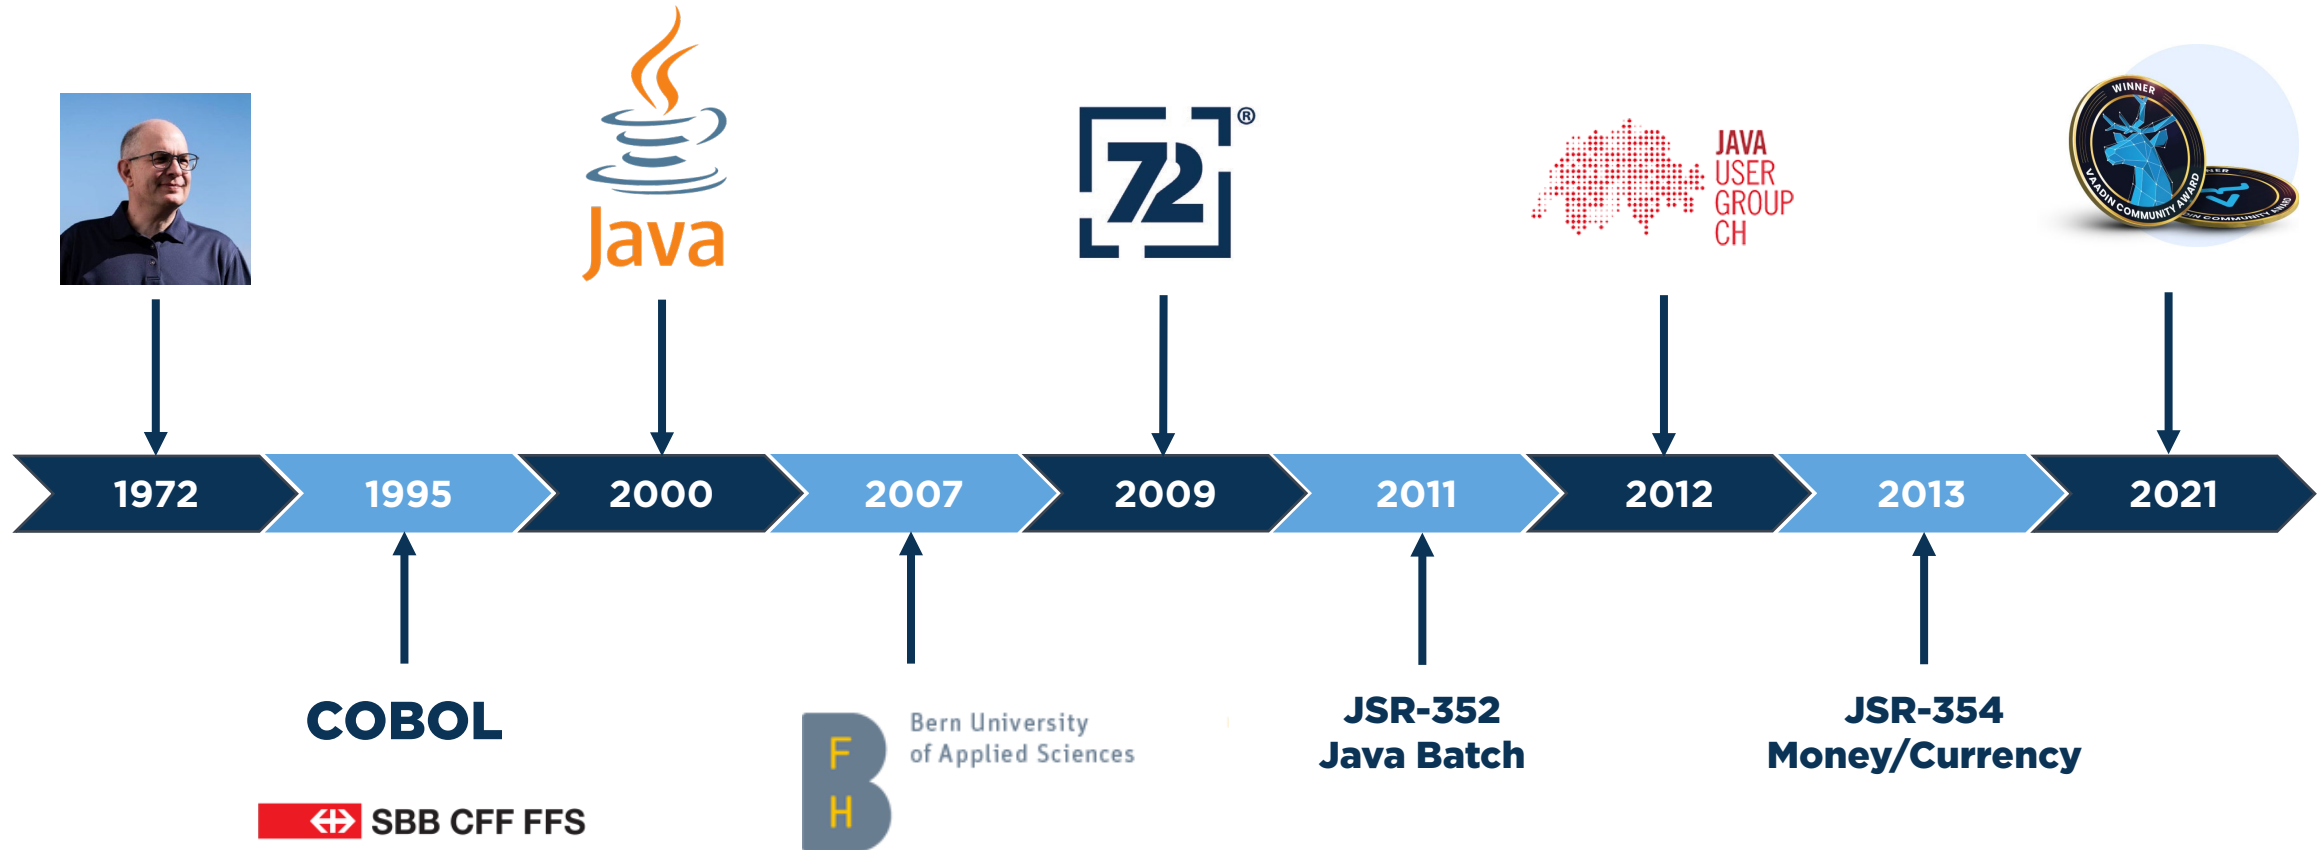 WINNER
VAADIN COMMUNITY AWARD
Java
72®
JAVA
USER
GROUP
CH
1972
1995
2000
2007
2009
2011
2012
2013
2021
COBOL
SBB CFF FFS
F
H
Bern University
of Applied Sciences
JSR-352
Java Batch
JSR-354
Money/Currency